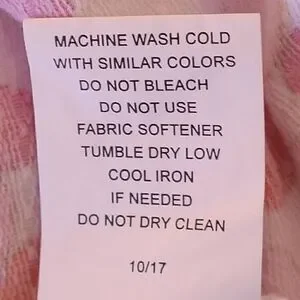 MACHINE WASH COLD
WITH SIMILAR COLORS
DO NOT BLEACH
DO NOT USE
FABRIC SOFTENER
TUMBLE DRY LOW
COOL IRON
IF NEEDED
DO NOT DRY CLEAN
10/17